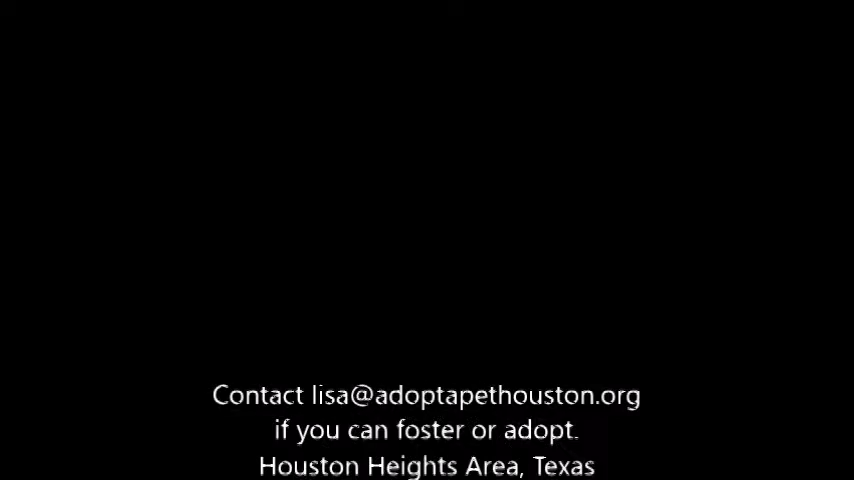 Contact lisa@adoptapethouston.org
if you can foster or adopt.
Houston Heights Area, Texas